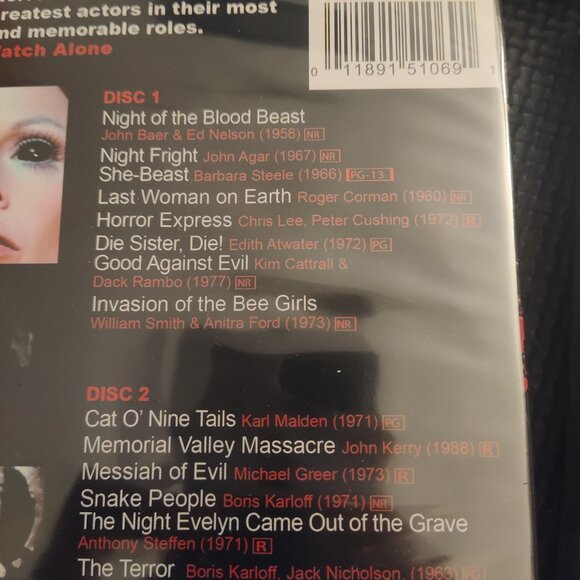 greatest actors in their most
nd memorable roles.
Watch Alone
0 11891 51069 1
DISC 1
Night of the Blood Beast
John Baer & Ed Nelson (1958) NR
Night Fright John Agar (1967) NR
She-Beast Barbara Steele (1966) PG-13
Last Woman on Earth Roger Corman (1960) NR
Horror Express Chris Lee, Peter Cushing (1972) R
Die Sister, Die! Edith Atwater (1972) PG
Good Against Evil Kim Cattrall &
Dack Rambo (1977) NR
Invasion of the Bee Girls
William Smith & Anitra Ford (1973) NR
DISC 2
Cat O' Nine Tails Karl Malden (1971) PG
Memorial Valley Massacre John Kerry (1988) R
Messiah of Evil Michael Greer (1973) R
Snake People Boris Karloff (1971) NR
The Night Evelyn Came Out of the Grave
Anthony Steffen (1971) R
The Terror Boris Karloff, Jack Nicholson, (1963) PG